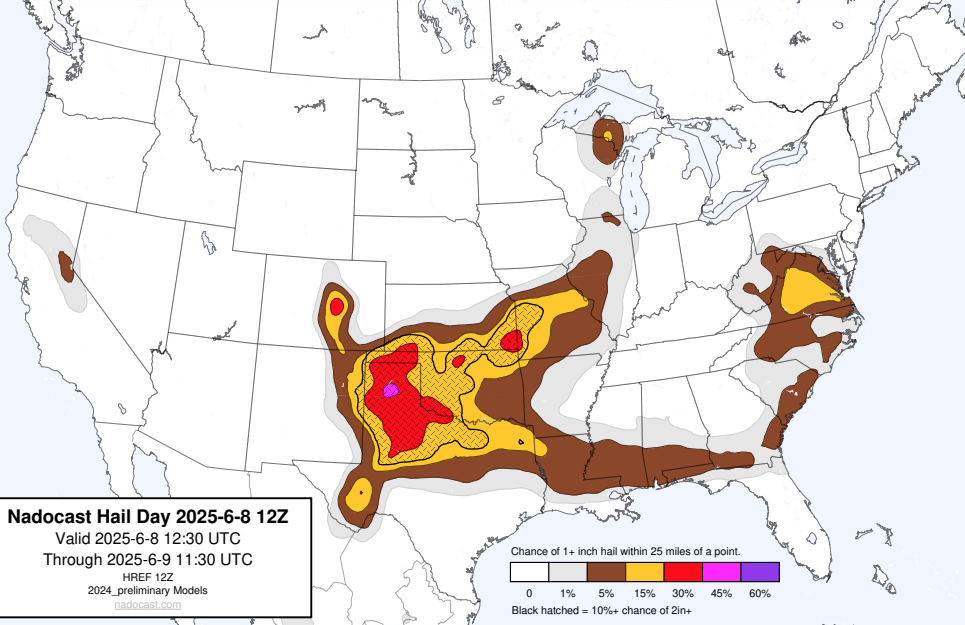 Nadocast Hail Day 2025-6-8 12Z
Valid 2025-6-8 12:30 UTC
Through 2025-6-9 11:30 UTC
HREF 12Z
2024_preliminary Models
nadocast.com
Chance of 1+ inch hail within 25 miles of a point.
0 1% 5% 15% 30% 45% 60%
Black hatched = 10%+ chance of 2in+